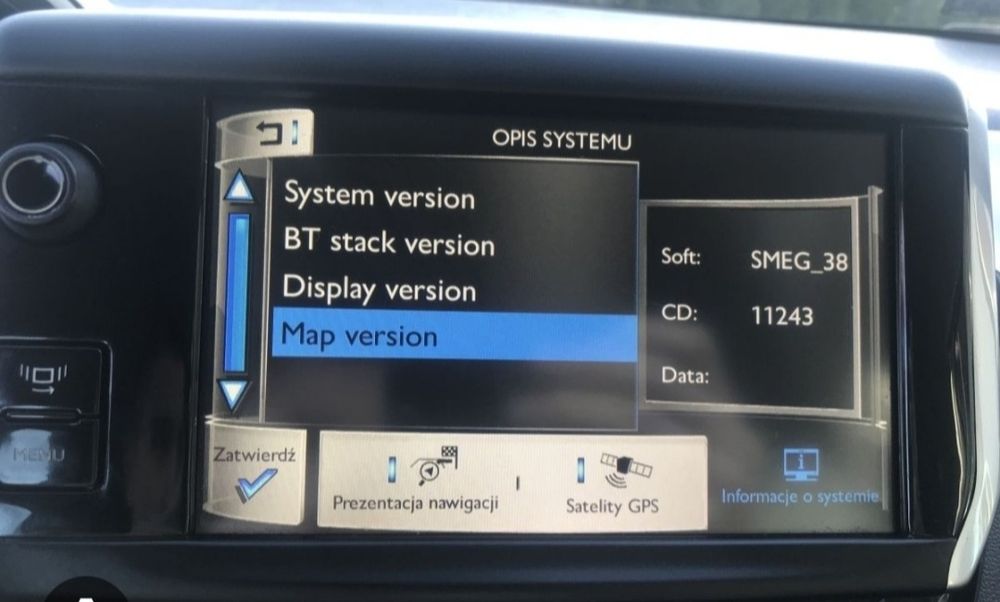 OPIS SYSTEMU
System version
BT stack version
Display version
Map version
Soft: SMEG_38
CD: 11243
Data:
MENU
Zatwierdź
Prezentacja nawigacji
Satelity GPS
Informacje o systemie